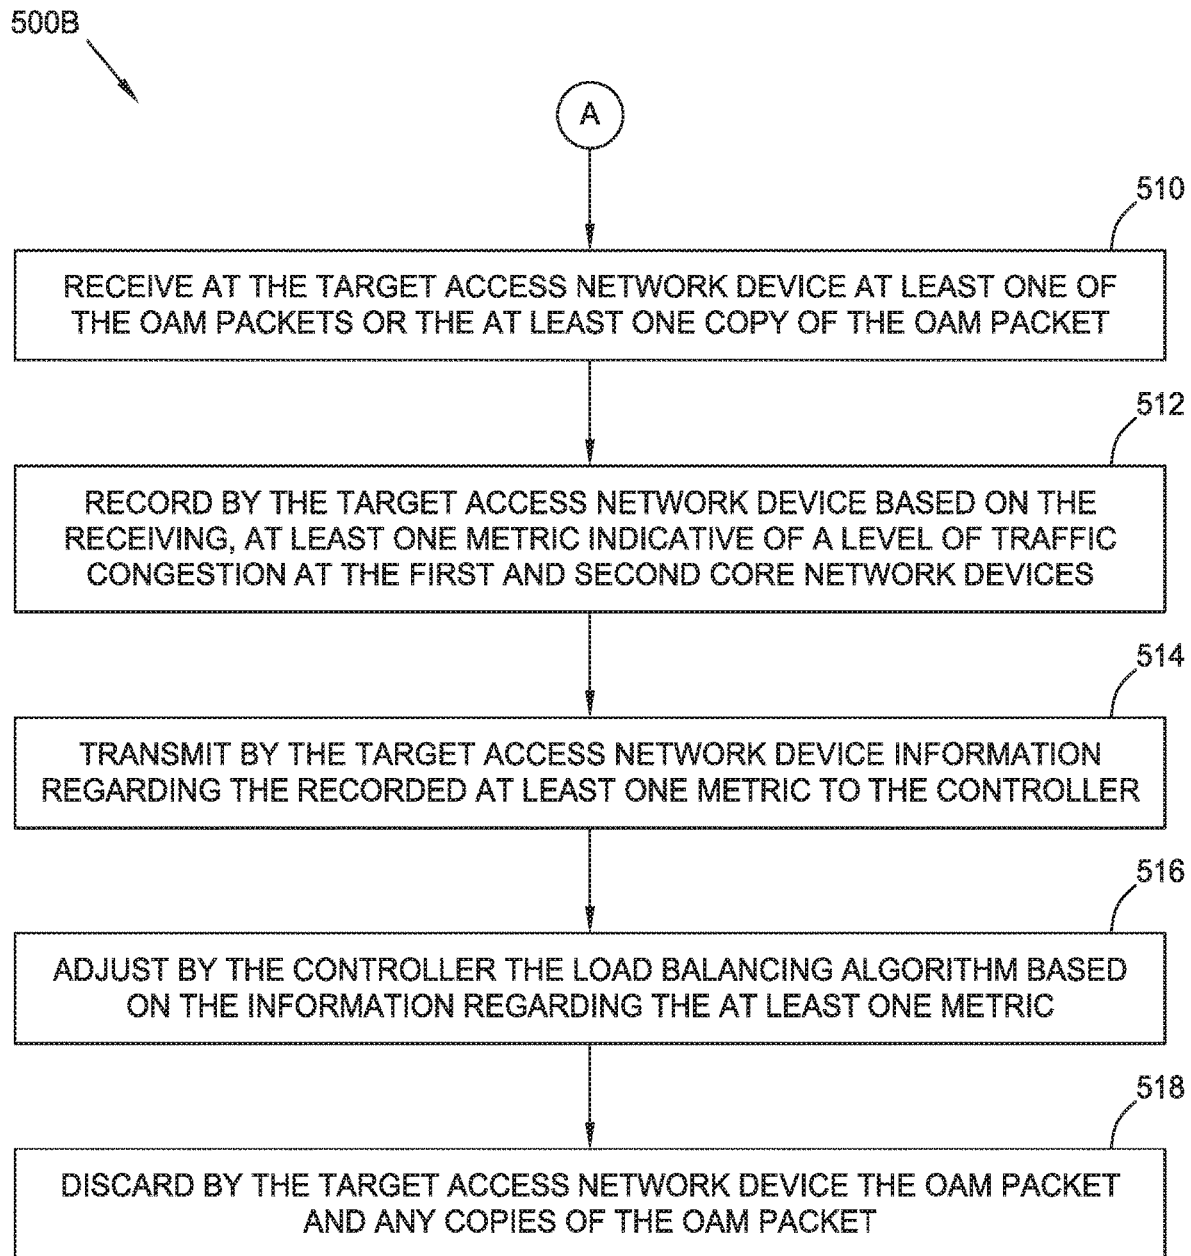 500B
A
510
RECEIVE AT THE TARGET ACCESS NETWORK DEVICE AT LEAST ONE OF
THE OAM PACKETS OR THE AT LEAST ONE COPY OF THE OAM PACKET
512
RECORD BY THE TARGET ACCESS NETWORK DEVICE BASED ON THE
RECEIVING, AT LEAST ONE METRIC INDICATIVE OF A LEVEL OF TRAFFIC
CONGESTION AT THE FIRST AND SECOND CORE NETWORK DEVICES
514
TRANSMIT BY THE TARGET ACCESS NETWORK DEVICE INFORMATION
REGARDING THE RECORDED AT LEAST ONE METRIC TO THE CONTROLLER
516
ADJUST BY THE CONTROLLER THE LOAD BALANCING ALGORITHM BASED
ON THE INFORMATION REGARDING THE AT LEAST ONE METRIC
518
DISCARD BY THE TARGET ACCESS NETWORK DEVICE THE OAM PACKET
AND ANY COPIES OF THE OAM PACKET